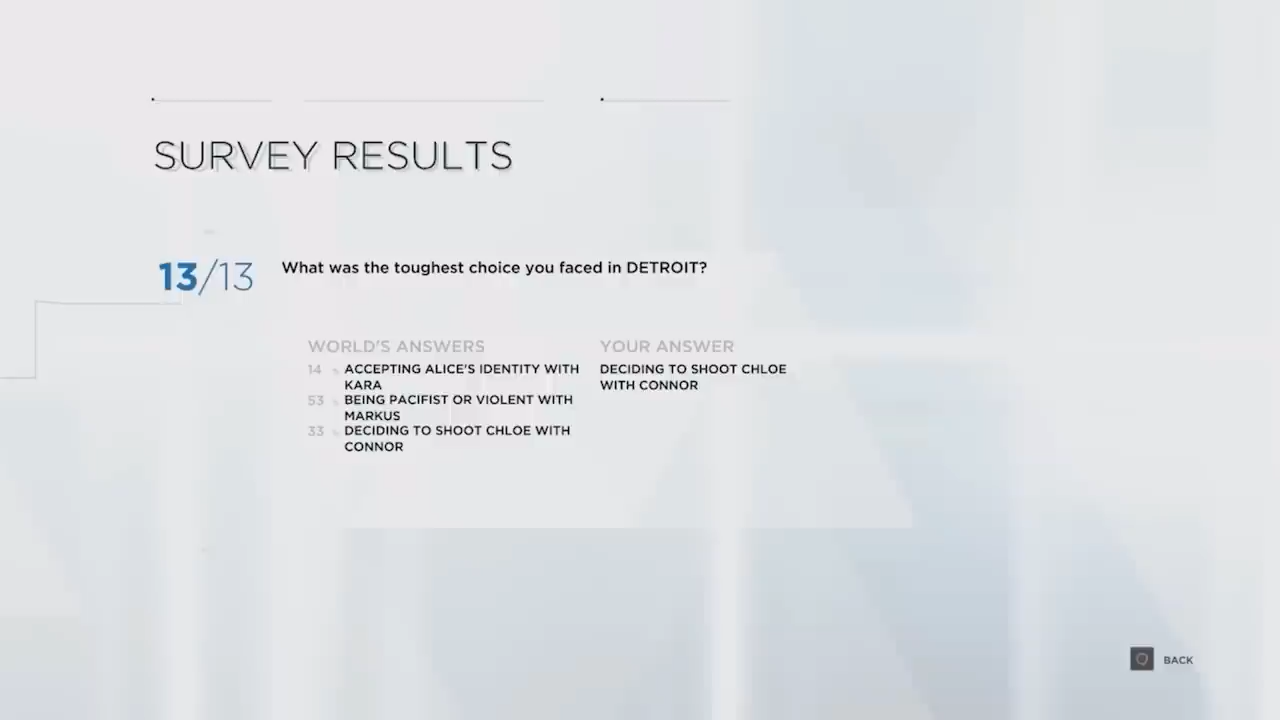 SURVEY RESULTS
13/13
What was the toughest choice you faced in DETROIT?
WORLD'S ANSWERS
14 % ACCEPTING ALICE'S IDENTITY WITH
KARA
53 % BEING PACIFIST OR VIOLENT WITH
MARKUS
33 % DECIDING TO SHOOT CHLOE WITH
CONNOR
YOUR ANSWER
DECIDING TO SHOOT CHLOE
WITH CONNOR
BACK